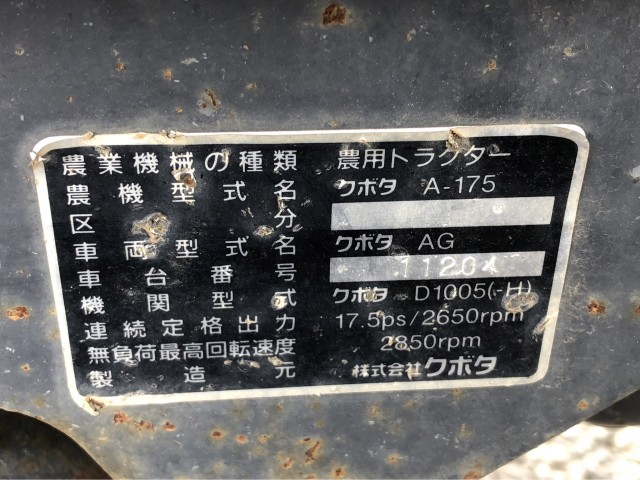 農業機械の種類 農用トラクター
農機型式名 クボタ A-175
区分
車両型式名 クボタ AG
車台番号 11204
機関型式 クボタ D1005(-H)
連続定格出力 17.5ps/2650rpm
無負荷最高回転速度 2850rpm
製造元 株式会社クボタ